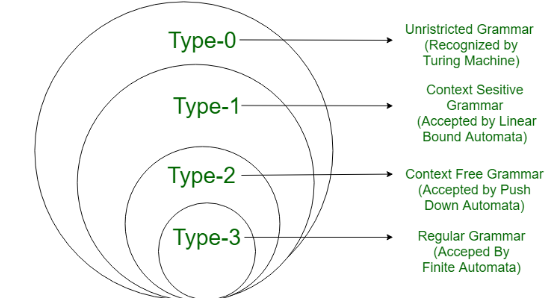 Type-0
Unristricted Grammar
(Recognized by
Turing Machine)
Type-1
Context Sesitive
Grammar
(Accepted by Linear
Bound Automata)
Type-2
Context Free Grammar
(Accepted by Push
Down Automata)
Type-3
Regular Grammar
(Acceped By
Finite Automata)